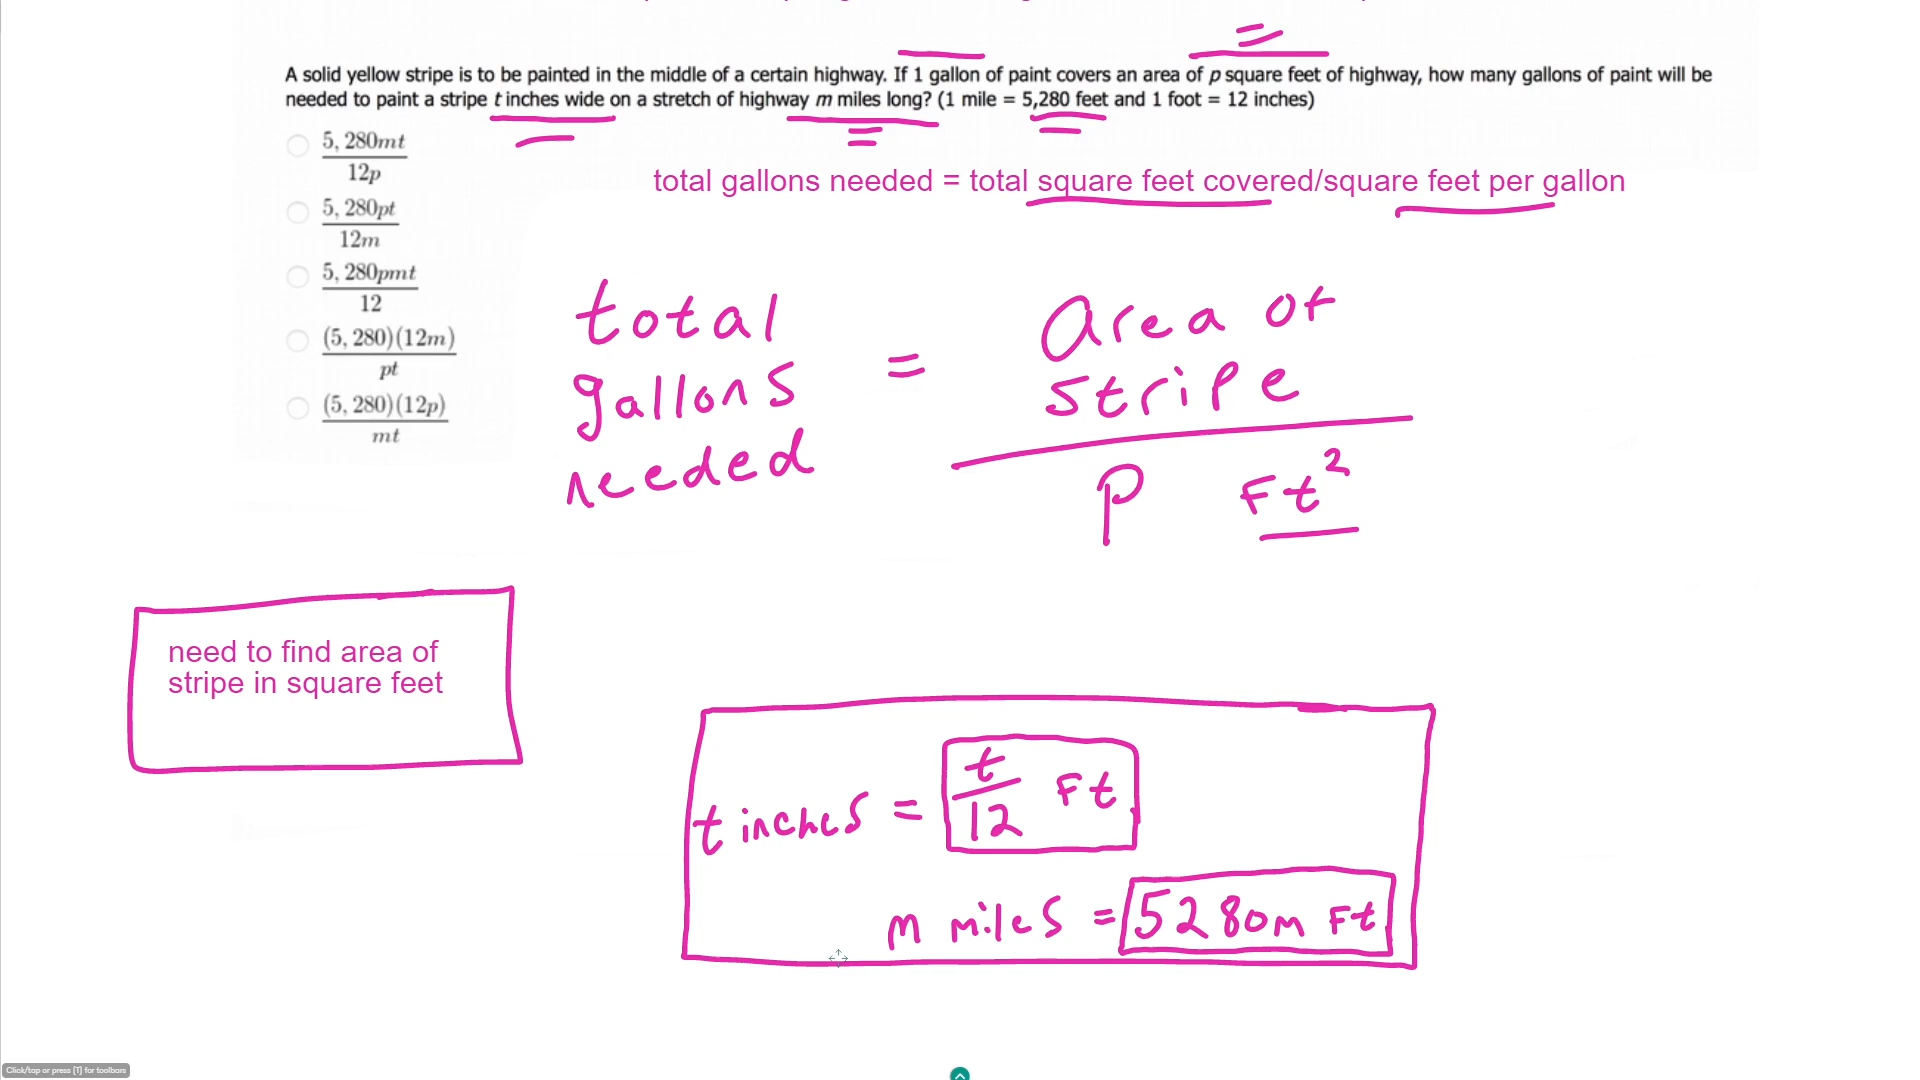 A solid yellow stripe is to be painted in the middle of a certain highway. If 1 gallon of paint covers an area of p square feet of highway, how many gallons of paint will be
needed to paint a stripe t inches wide on a stretch of highway m miles long? (1 mile = 5,280 feet and 1 foot = 12 inches)
5, 280mt
12p
5, 280pt
12m
5, 280pmt
12
(5, 280)(12m)
pt
(5, 280)(12p)
mt
total gallons needed = total square feet covered/square feet per gallon
total
gallons
needed
=
area of
stripe
P Ft²
need to find area of
stripe in square feet
t inches = t/12 Ft
m miles = 5280m Ft
Click/tap or press [T] for toolbars